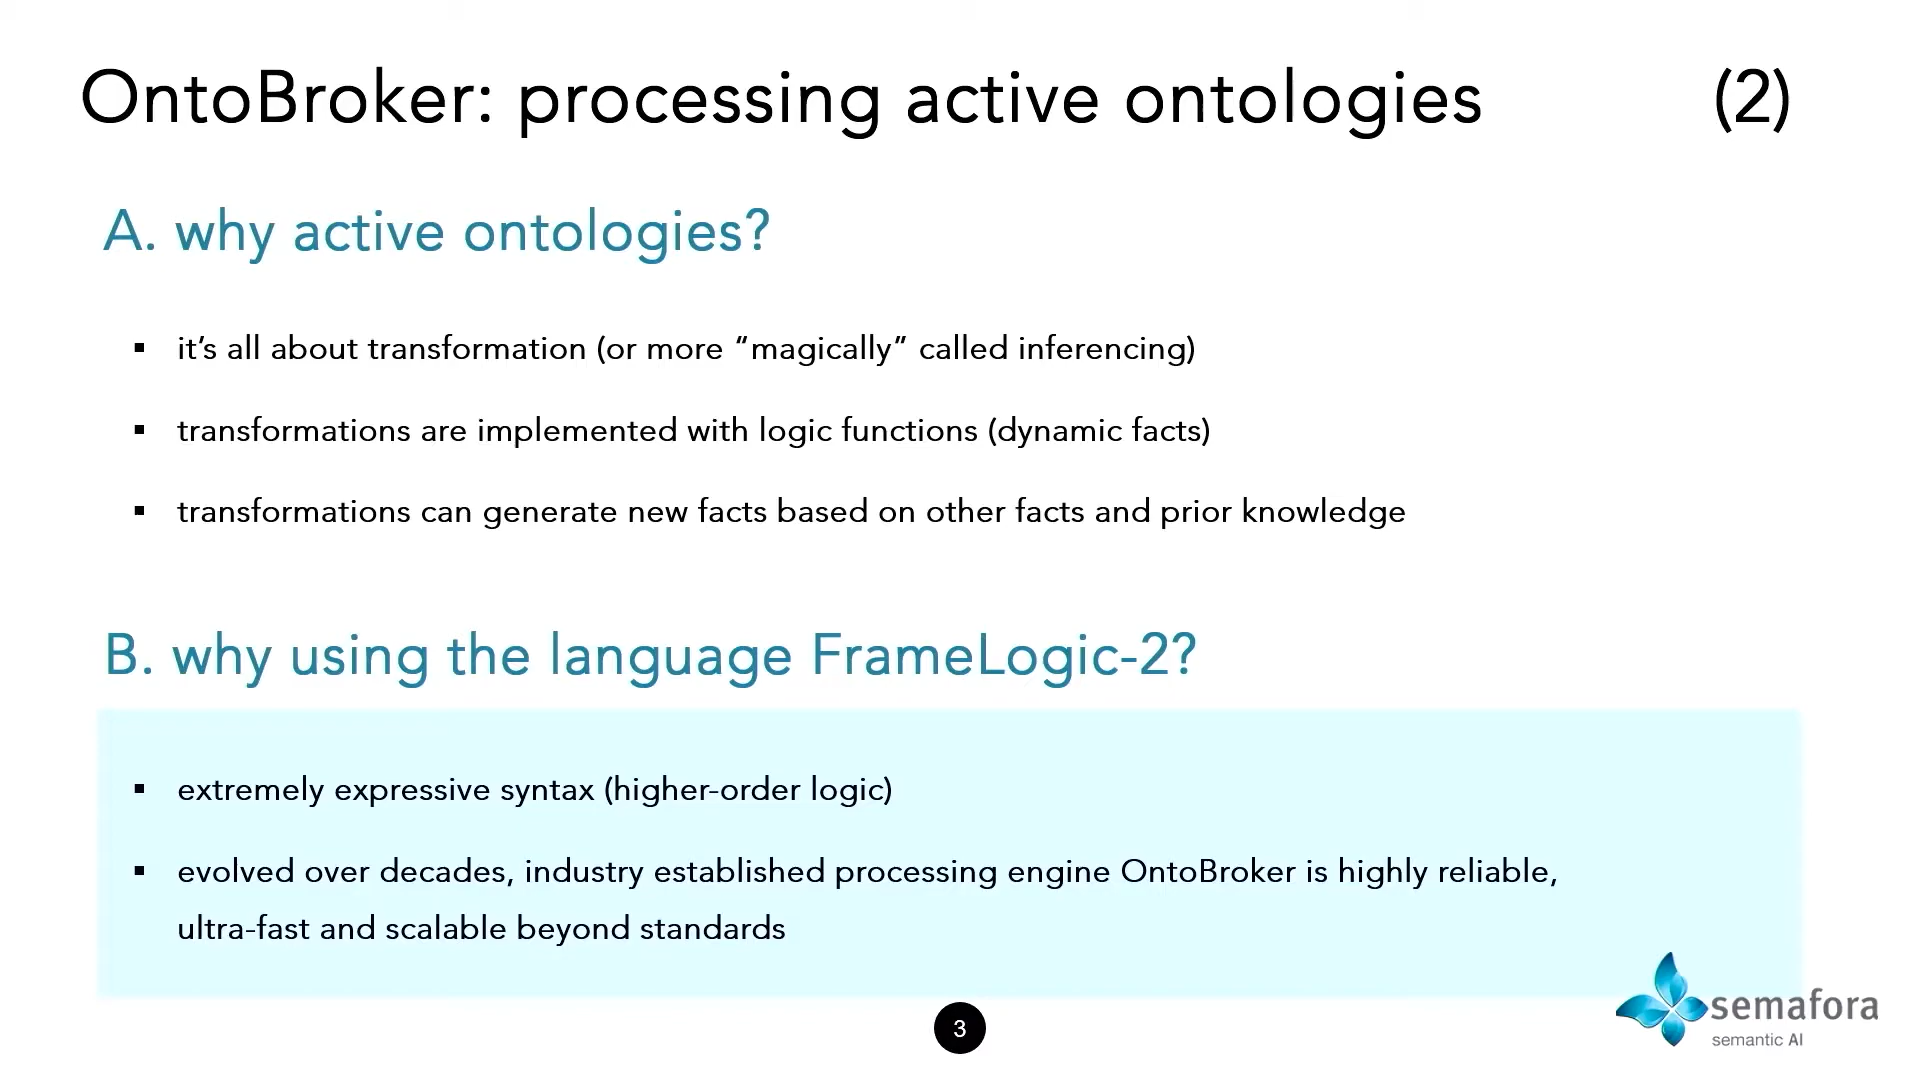 OntoBroker: processing active ontologies (2)
A. why active ontologies?
▪ it’s all about transformation (or more “magically” called inferencing)
▪ transformations are implemented with logic functions (dynamic facts)
▪ transformations can generate new facts based on other facts and prior knowledge
B. why using the language FrameLogic-2?
▪ extremely expressive syntax (higher-order logic)
▪ evolved over decades, industry established processing engine OntoBroker is highly reliable,
ultra-fast and scalable beyond standards
3
semafora
semantic AI